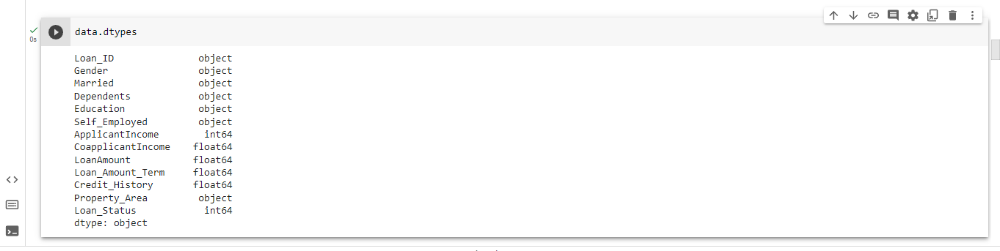 data.dtypes
0s
Loan_ID object
Gender object
Married object
Dependents object
Education object
Self_Employed object
ApplicantIncome int64
CoapplicantIncome float64
LoanAmount float64
Loan_Amount_Term float64
Credit_History float64
Property_Area object
Loan_Status int64
dtype: object